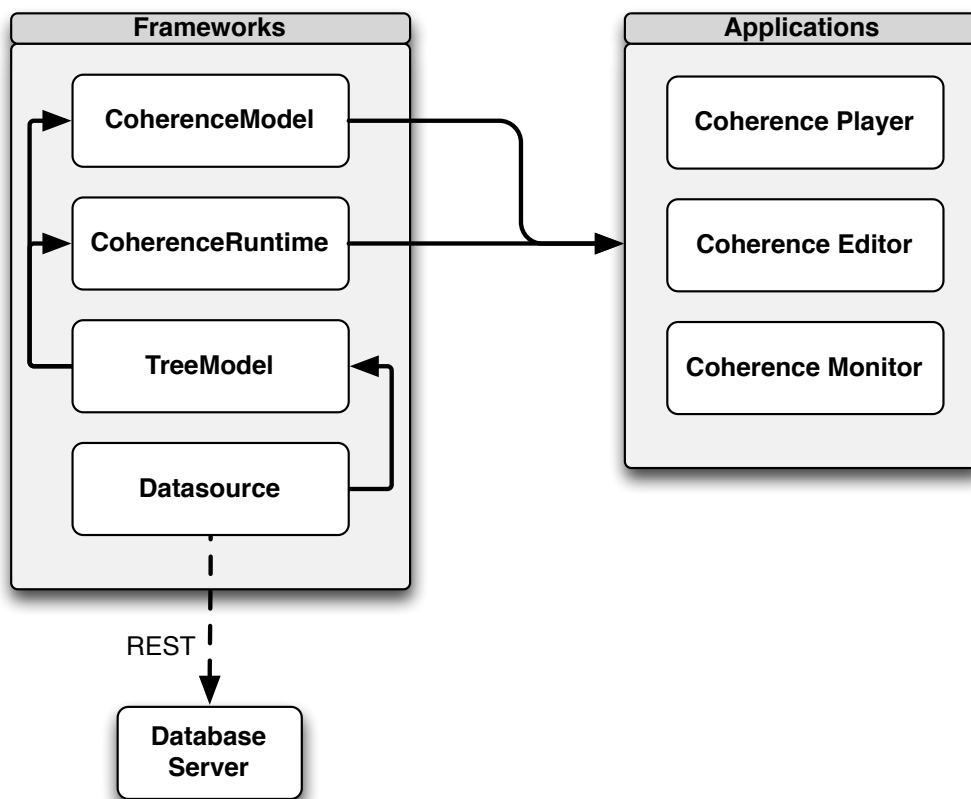 Frameworks
CoherenceModel
CoherenceRuntime
TreeModel
Datasource
REST
Database
Server
Applications
Coherence Player
Coherence Editor
Coherence Monitor